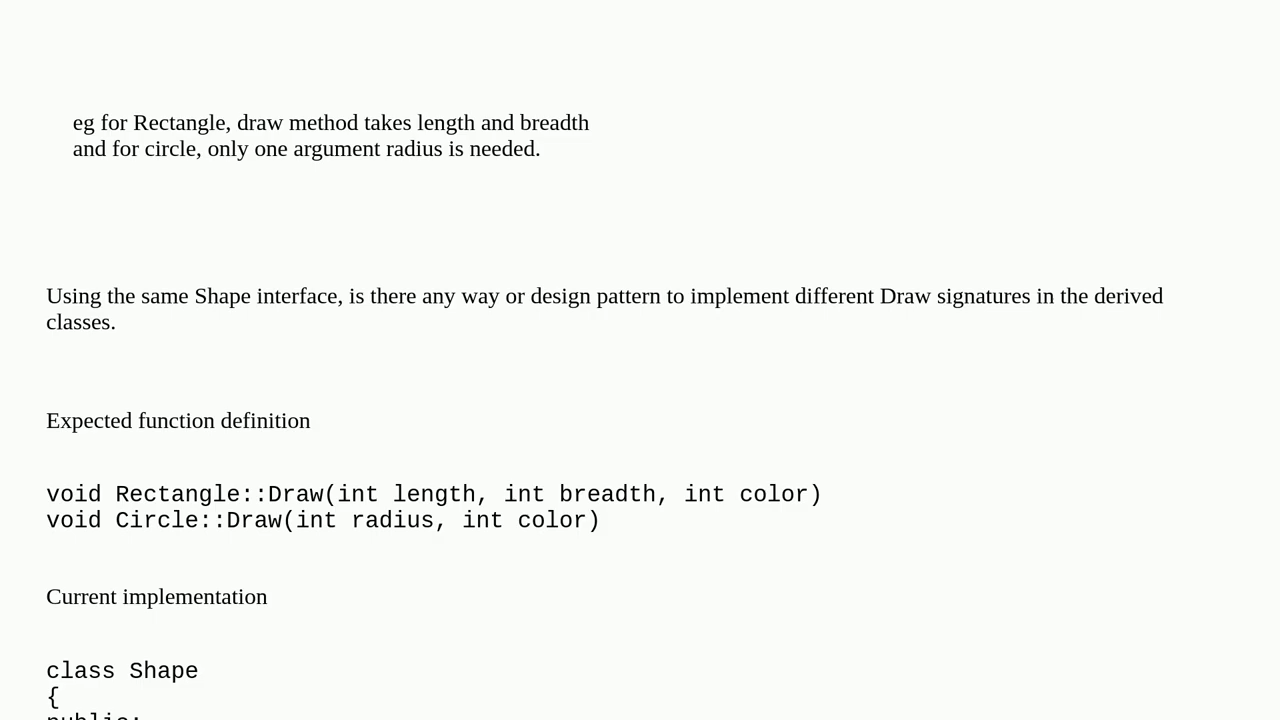 eg for Rectangle, draw method takes length and breadth
and for circle, only one argument radius is needed.
Using the same Shape interface, is there any way or design pattern to implement different Draw signatures in the derived
classes.
Expected function definition
void Rectangle::Draw(int length, int breadth, int color)
void Circle::Draw(int radius, int color)
Current implementation
class Shape
{
public: